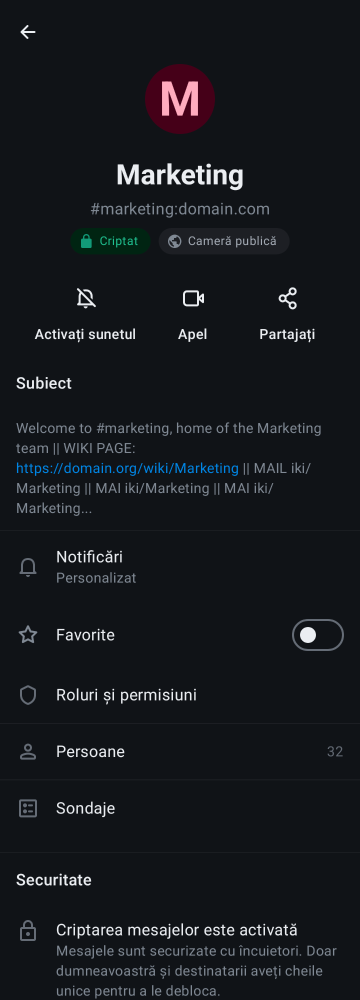 M
Marketing
#marketing:domain.com
Criptat
Cameră publică
Activați sunetul
Apel
Partajați
Subiect
Welcome to #marketing, home of the Marketing
team || WIKI PAGE:
https://domain.org/wiki/Marketing || MAIL iki/
Marketing || MAI iki/Marketing || MAI iki/
Marketing...
Notificări
Personalizat
Favorite
Roluri și permisiuni
Persoane 32
Sondaje
Securitate
Criptarea mesajelor este activată
Mesajele sunt securizate cu încuietori. Doar
dumneavoastră și destinatarii aveți cheile
unice pentru a le debloca.